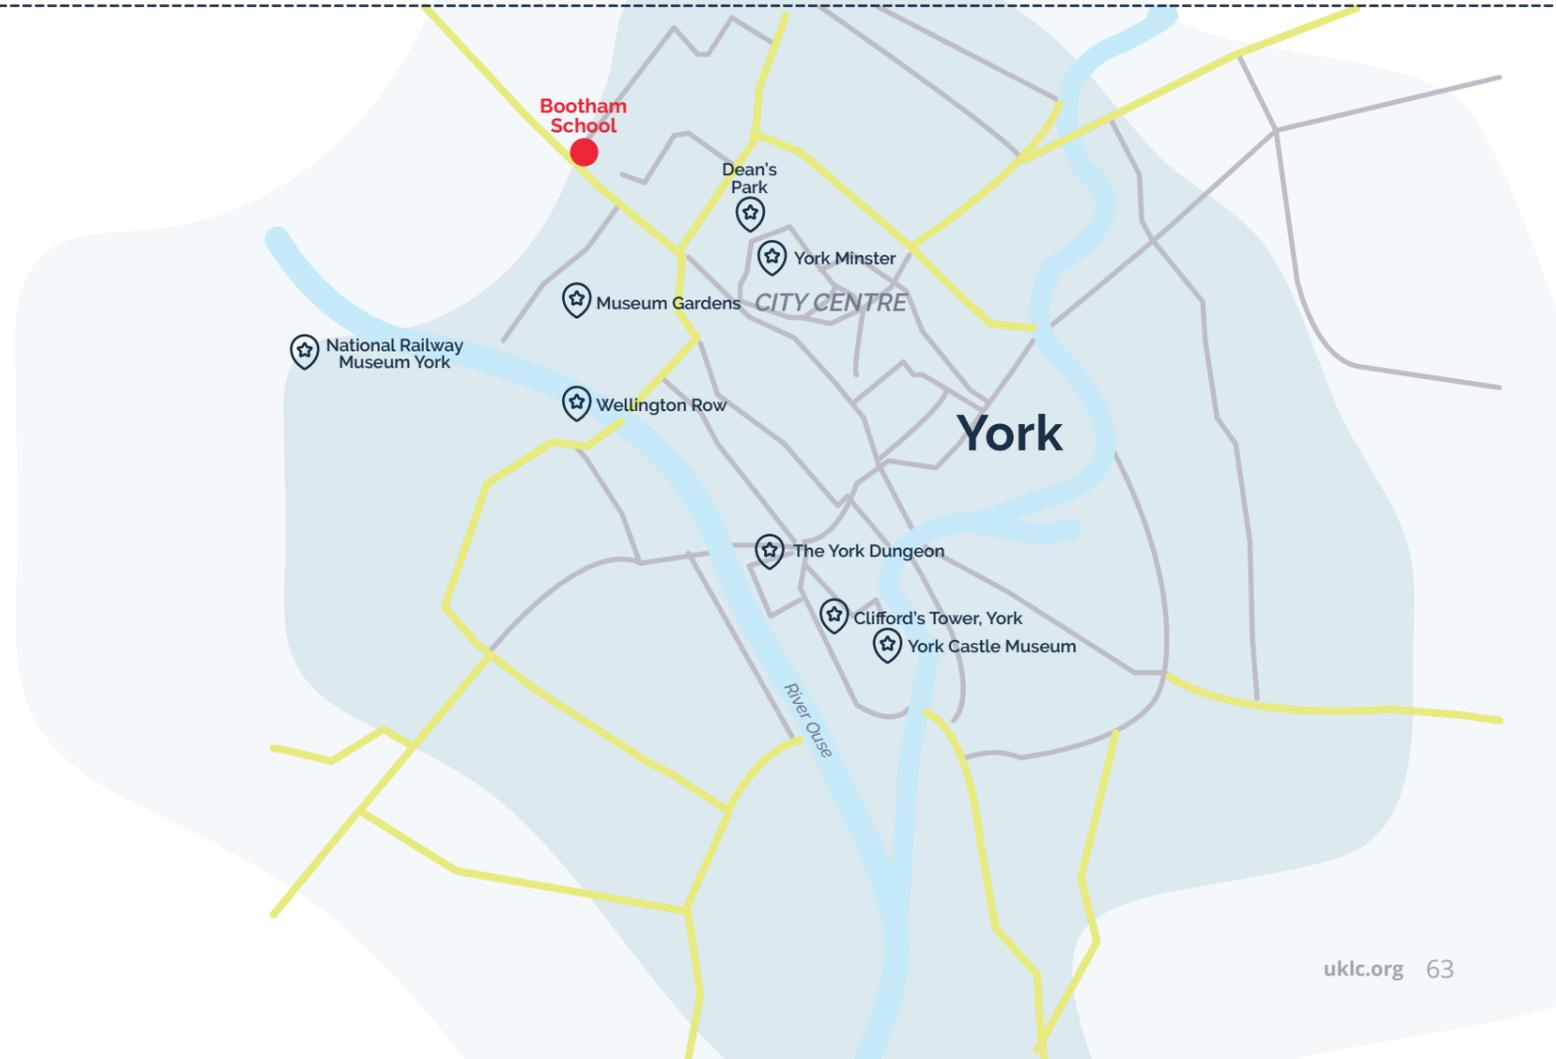 Bootham
School
Dean's
Park
York Minster
Museum Gardens
CITY CENTRE
National Railway
Museum York
Wellington Row
York
The York Dungeon
Clifford's Tower, York
York Castle Museum
River Ouse
uklc.org 63